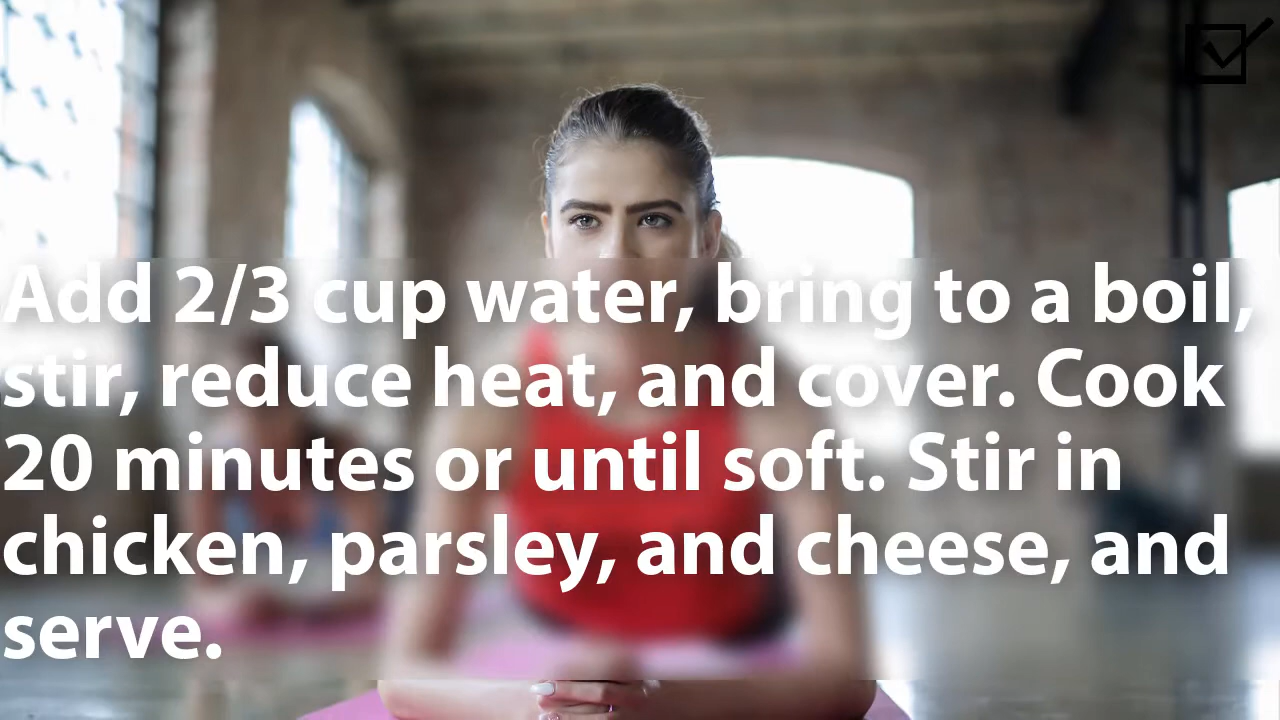 Add 2/3 cup water, bring to a boil,
stir, reduce heat, and cover. Cook
20 minutes or until soft. Stir in
chicken, parsley, and cheese, and
serve.